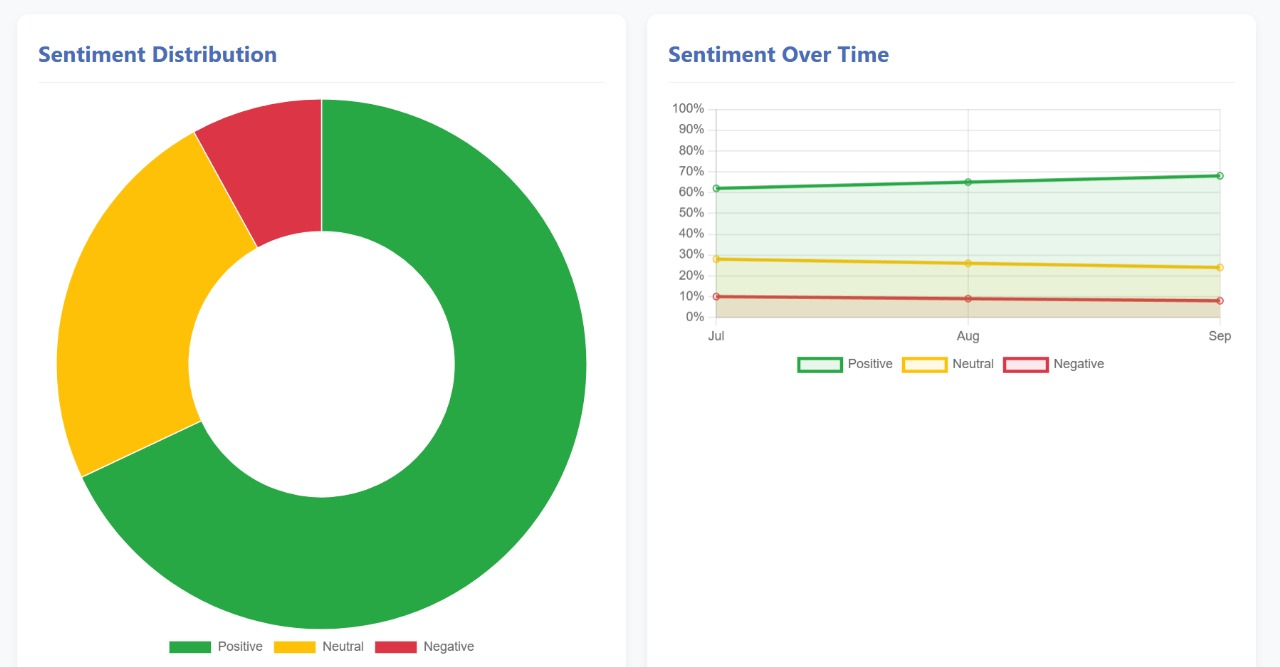 Sentiment Distribution
Positive Neutral Negative
Sentiment Over Time
100%
90%
80%
70%
60%
50%
40%
30%
20%
10%
0%
Jul Aug Sep
Positive Neutral Negative